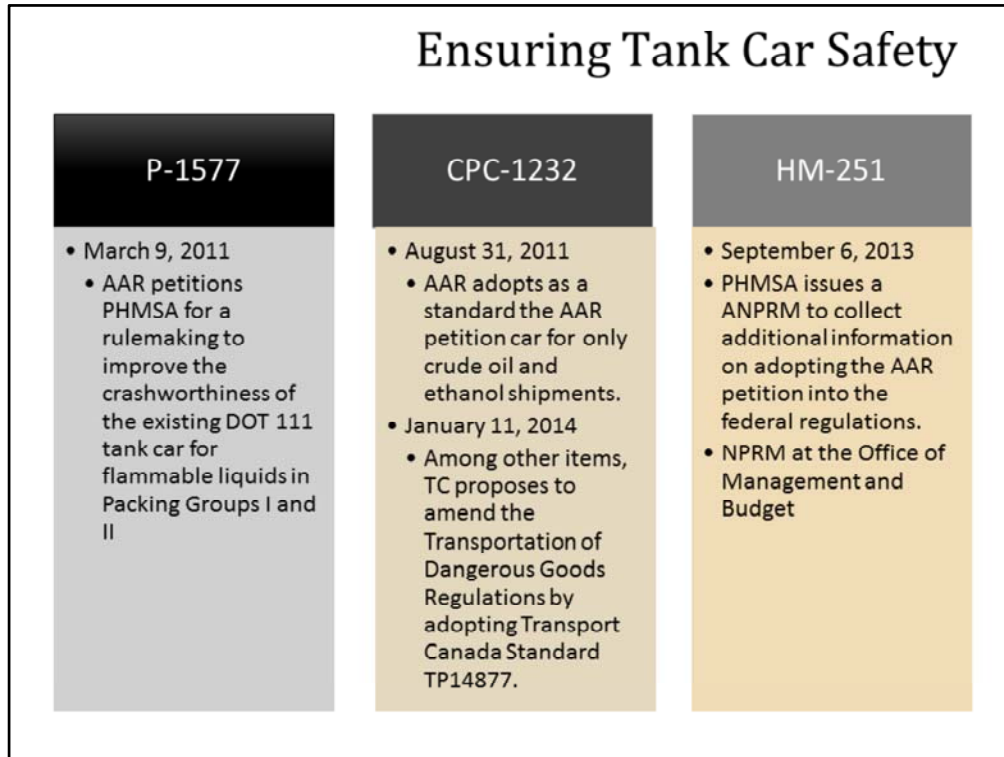 Ensuring Tank Car Safety
P-1577
• March 9, 2011
• AAR petitions
PHMSA for a
rulemaking to
improve the
crashworthiness of
the existing DOT 111
tank car for
flammable liquids in
Packing Groups I and
II
CPC-1232
• August 31, 2011
• AAR adopts as a
standard the AAR
petition car for only
crude oil and
ethanol shipments.
• January 11, 2014
• Among other items,
TC proposes to
amend the
Transportation of
Dangerous Goods
Regulations by
adopting Transport
Canada Standard
TP14877.
HM-251
• September 6, 2013
• PHMSA issues a
ANPRM to collect
additional information
on adopting the AAR
petition into the
federal regulations.
• NPRM at the Office of
Management and
Budget